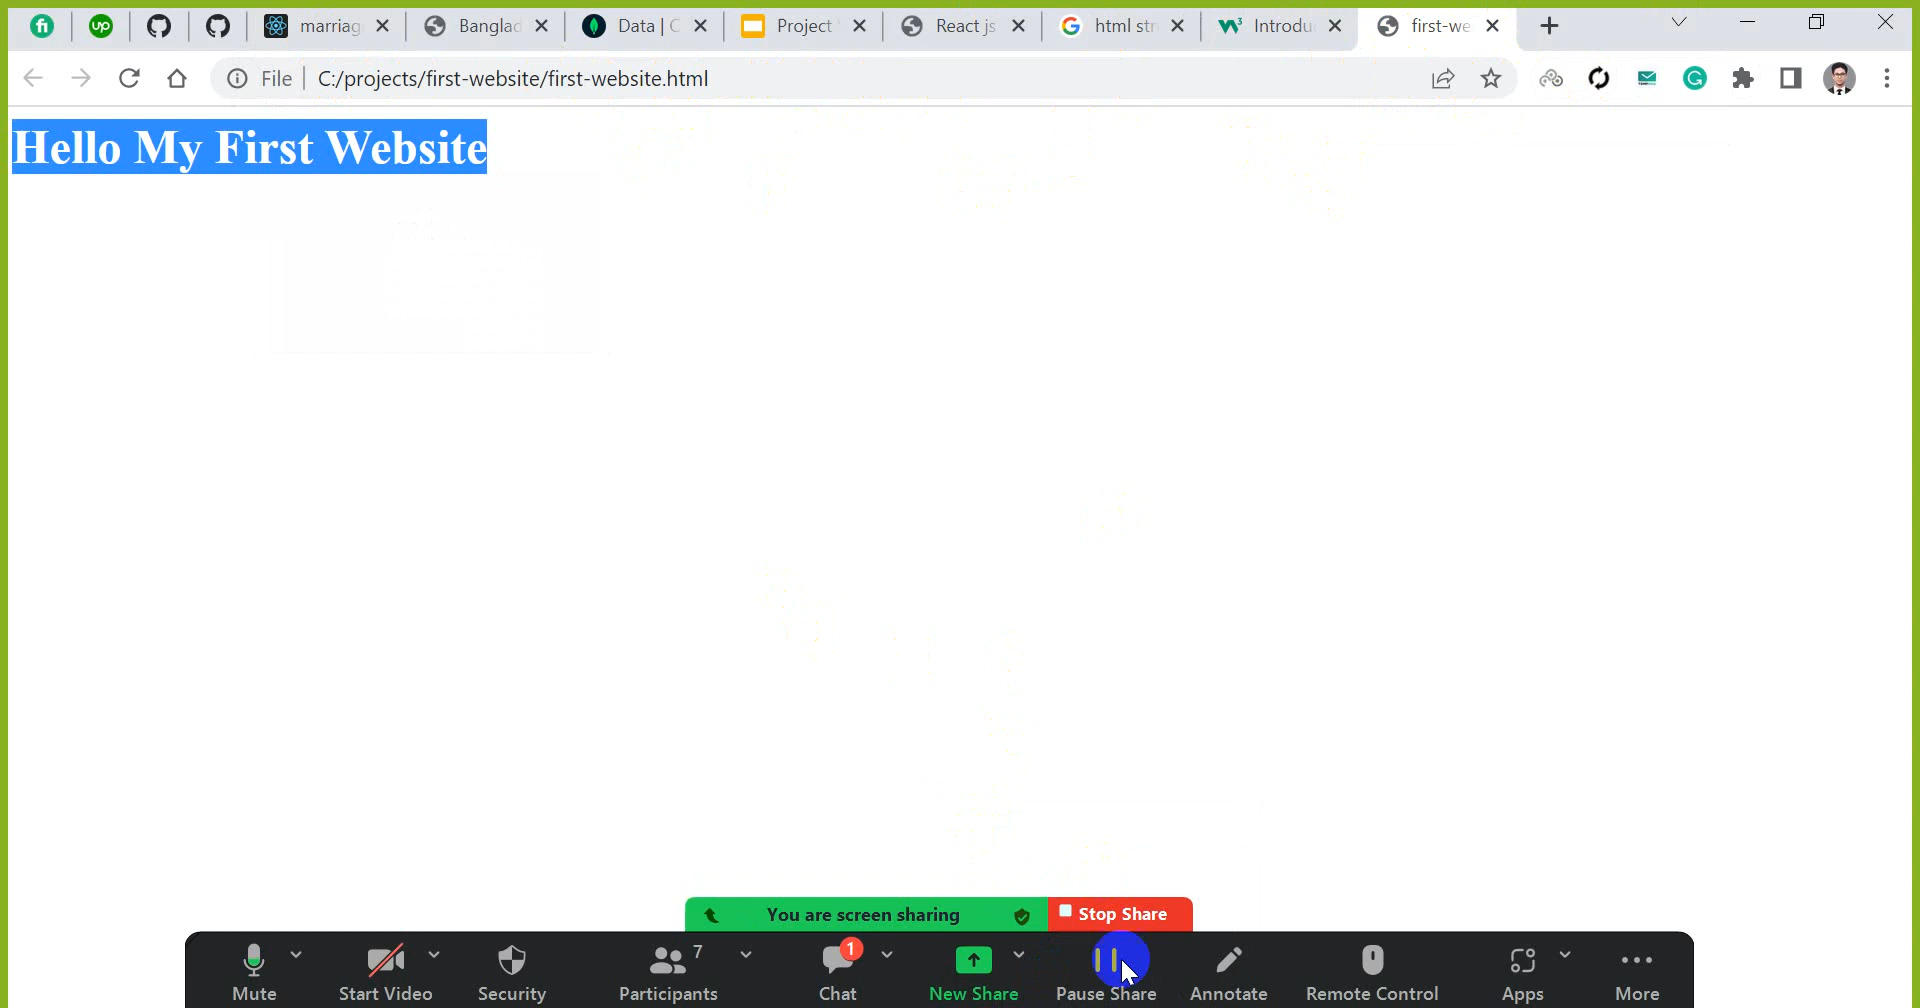 fi
up
marriag
Banglad
Data | C
Project
React js
html str
Introdu
first-we
File
C:/projects/first-website/first-website.html
Hello My First Website
You are screen sharing
Stop Share
Mute
Start Video
Security
Participants 7
Chat 1
New Share
Pause Share
Annotate
Remote Control
Apps
More